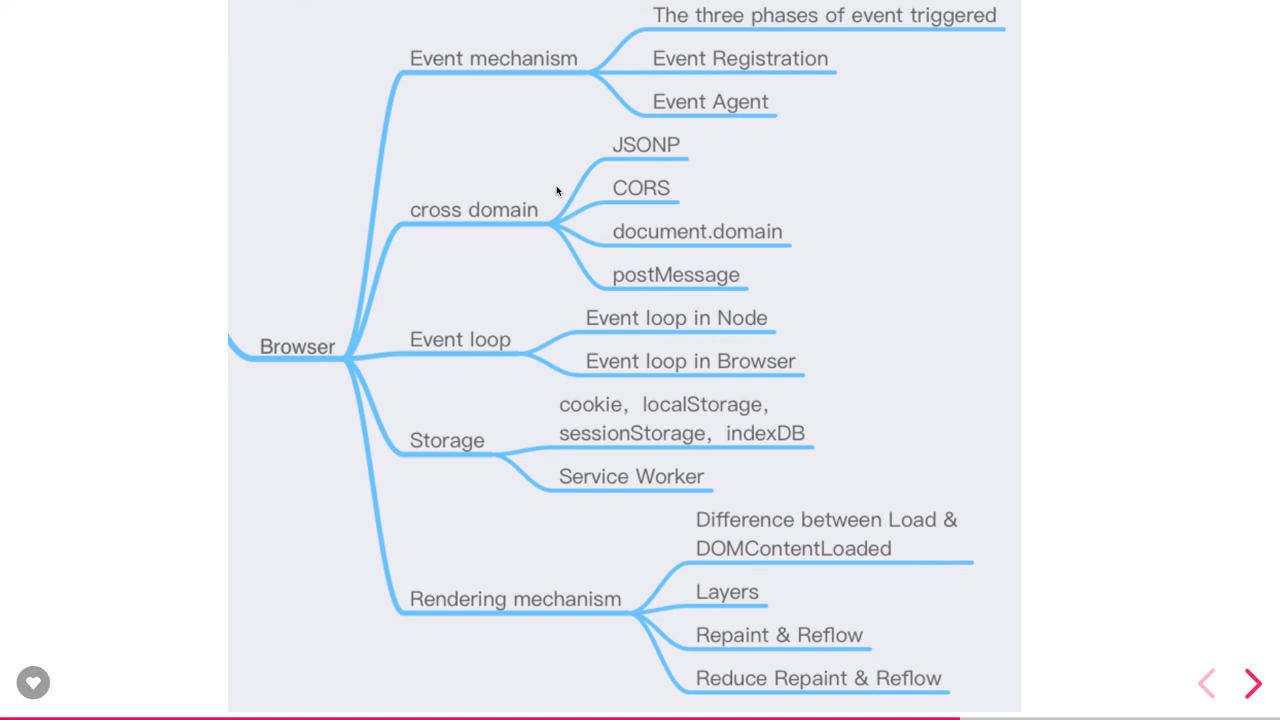 The three phases of event triggered
Event mechanism
Event Registration
Event Agent
JSONP
CORS
cross domain
document.domain
postMessage
Event loop in Node
Event loop
Browser
Event loop in Browser
cookie，localStorage，
sessionStorage，indexDB
Storage
Service Worker
Difference between Load &
DOMContentLoaded
Layers
Rendering mechanism
Repaint & Reflow
Reduce Repaint & Reflow